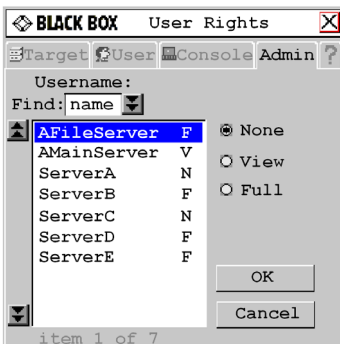 BLACK BOX User Rights
Target User Console Admin ?
Username:
Find: name
AFileServer F
AMainServer V
ServerA N
ServerB F
ServerC N
ServerD F
ServerE F
None
View
Full
OK
Cancel
item 1 of 7